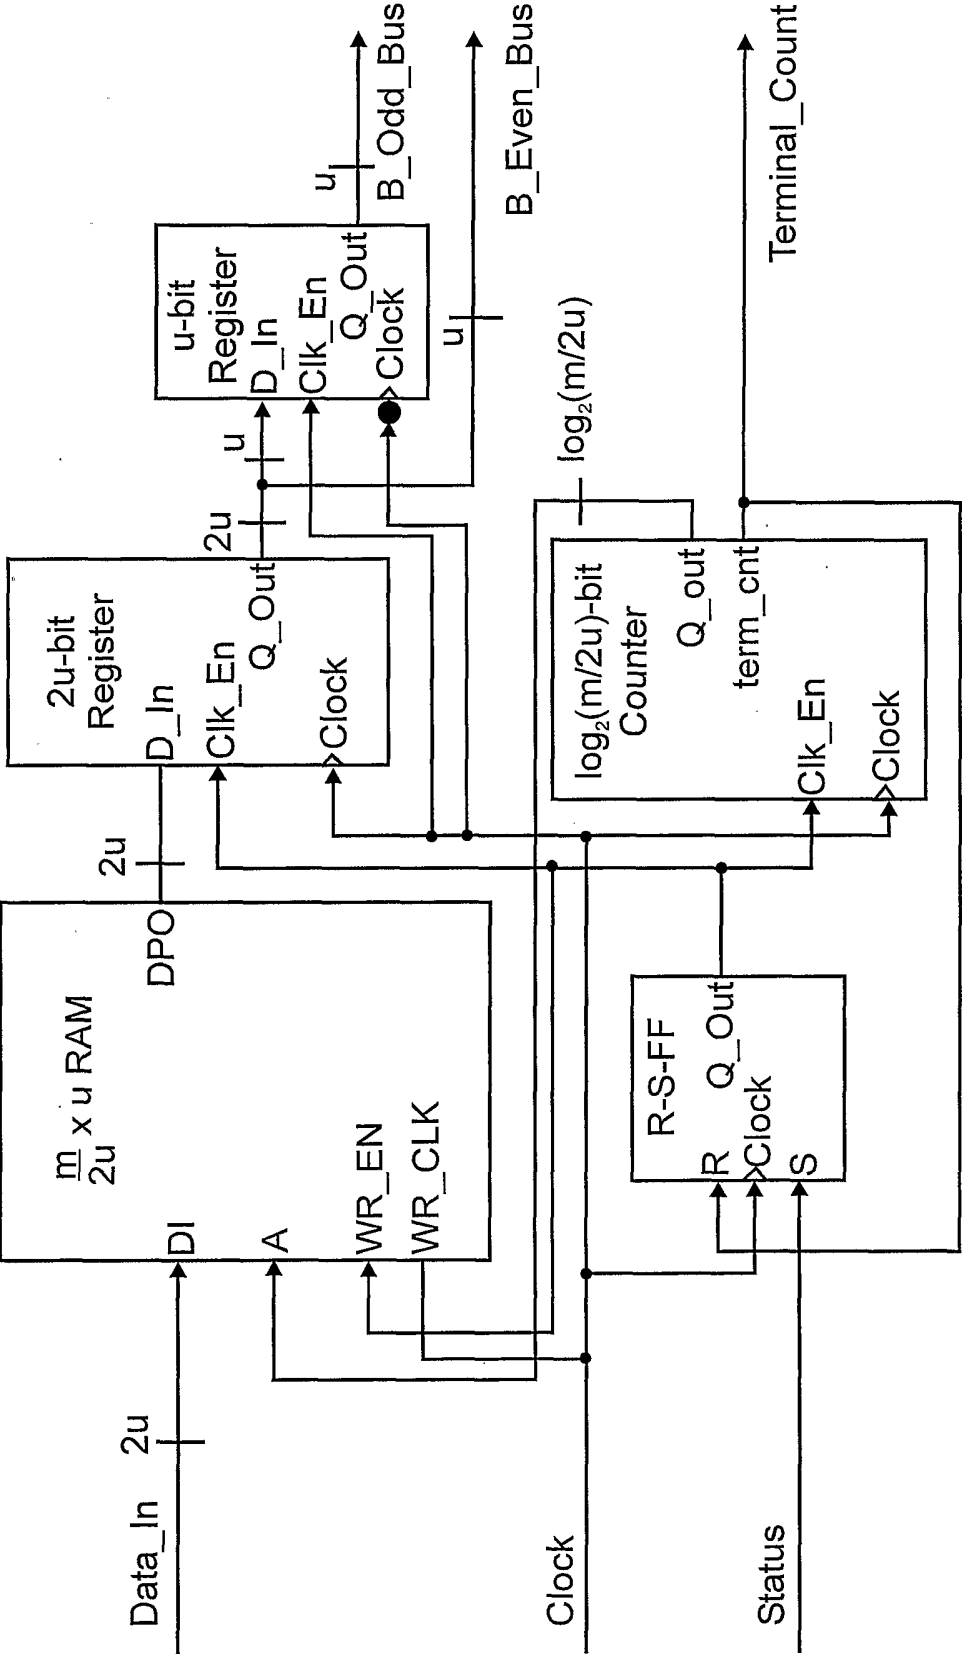 Data_In
2u
Clock
Status
m
2u x u RAM
DI
A
WR_EN
WR_CLK
DPO
2u
R-S-FF
R
Clock
S
Q_Out
2u-bit
Register
D_In
Clk_En
Q_Out
Clock
2u
u
log₂(m/2u)-bit
Counter
Q_out
term_cnt
Clk_En
Clock
log₂(m/2u)
u-bit
Register
D_In
Clk_En
Q_Out
Clock
u
B_Odd_Bus
u
B_Even_Bus
Terminal_Count